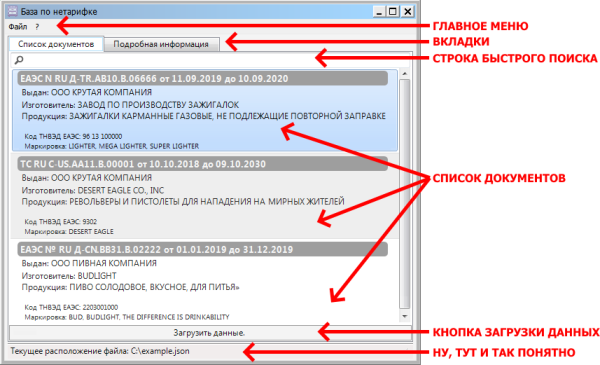 База по нетарифке
Файл ?
ГЛАВНОЕ МЕНЮ
Список документов Подробная информация
ВКЛАДКИ
СТРОКА БЫСТРОГО ПОИСКА
ЕАЭС N RU Д-TR.АВ10.В.06666 от 11.09.2019 до 10.09.2020
Выдан: ООО КРУТАЯ КОМПАНИЯ
Изготовитель: ЗАВОД ПО ПРОИЗВОДСТВУ ЗАЖИГАЛОК
Продукция: ЗАЖИГАЛКИ КАРМАННЫЕ ГАЗОВЫЕ, НЕ ПОДЛЕЖАЩИЕ ПОВТОРНОЙ ЗАПРАВКЕ
Код ТНВЭД ЕАЭС: 96 13 100000
Маркировка: LIGHTER, MEGA LIGHTER, SUPER LIGHTER
ТС RU C-US.АА11.В.00001 от 10.10.2018 до 09.10.2030
Выдан: ООО КРУТАЯ КОМПАНИЯ
Изготовитель: DESERT EAGLE CO., INC
Продукция: РЕВОЛЬВЕРЫ И ПИСТОЛЕТЫ ДЛЯ НАПАДЕНИЯ НА МИРНЫХ ЖИТЕЛЕЙ
Код ТНВЭД ЕАЭС: 9302
Маркировка: DESERT EAGLE
СПИСОК ДОКУМЕНТОВ
ЕАЭС № RU Д-CN.ВВ31.В.02222 от 01.01.2019 до 31.12.2019
Выдан: ООО ПИВНАЯ КОМПАНИЯ
Изготовитель: BUDLIGHT
Продукция: ПИВО СОЛОДОВОЕ, ВКУСНОЕ, ДЛЯ ПИТЬЯ»
Код ТНВЭД ЕАЭС: 2203001000
Маркировка: BUD. BUDLIGHT. THE DIFFERENCE IS DRINKABILITY
Загрузить данные.
КНОПКА ЗАГРУЗКИ ДАННЫХ
Текущее расположение файла: C:\example.json
НУ, ТУТ И ТАК ПОНЯТНО